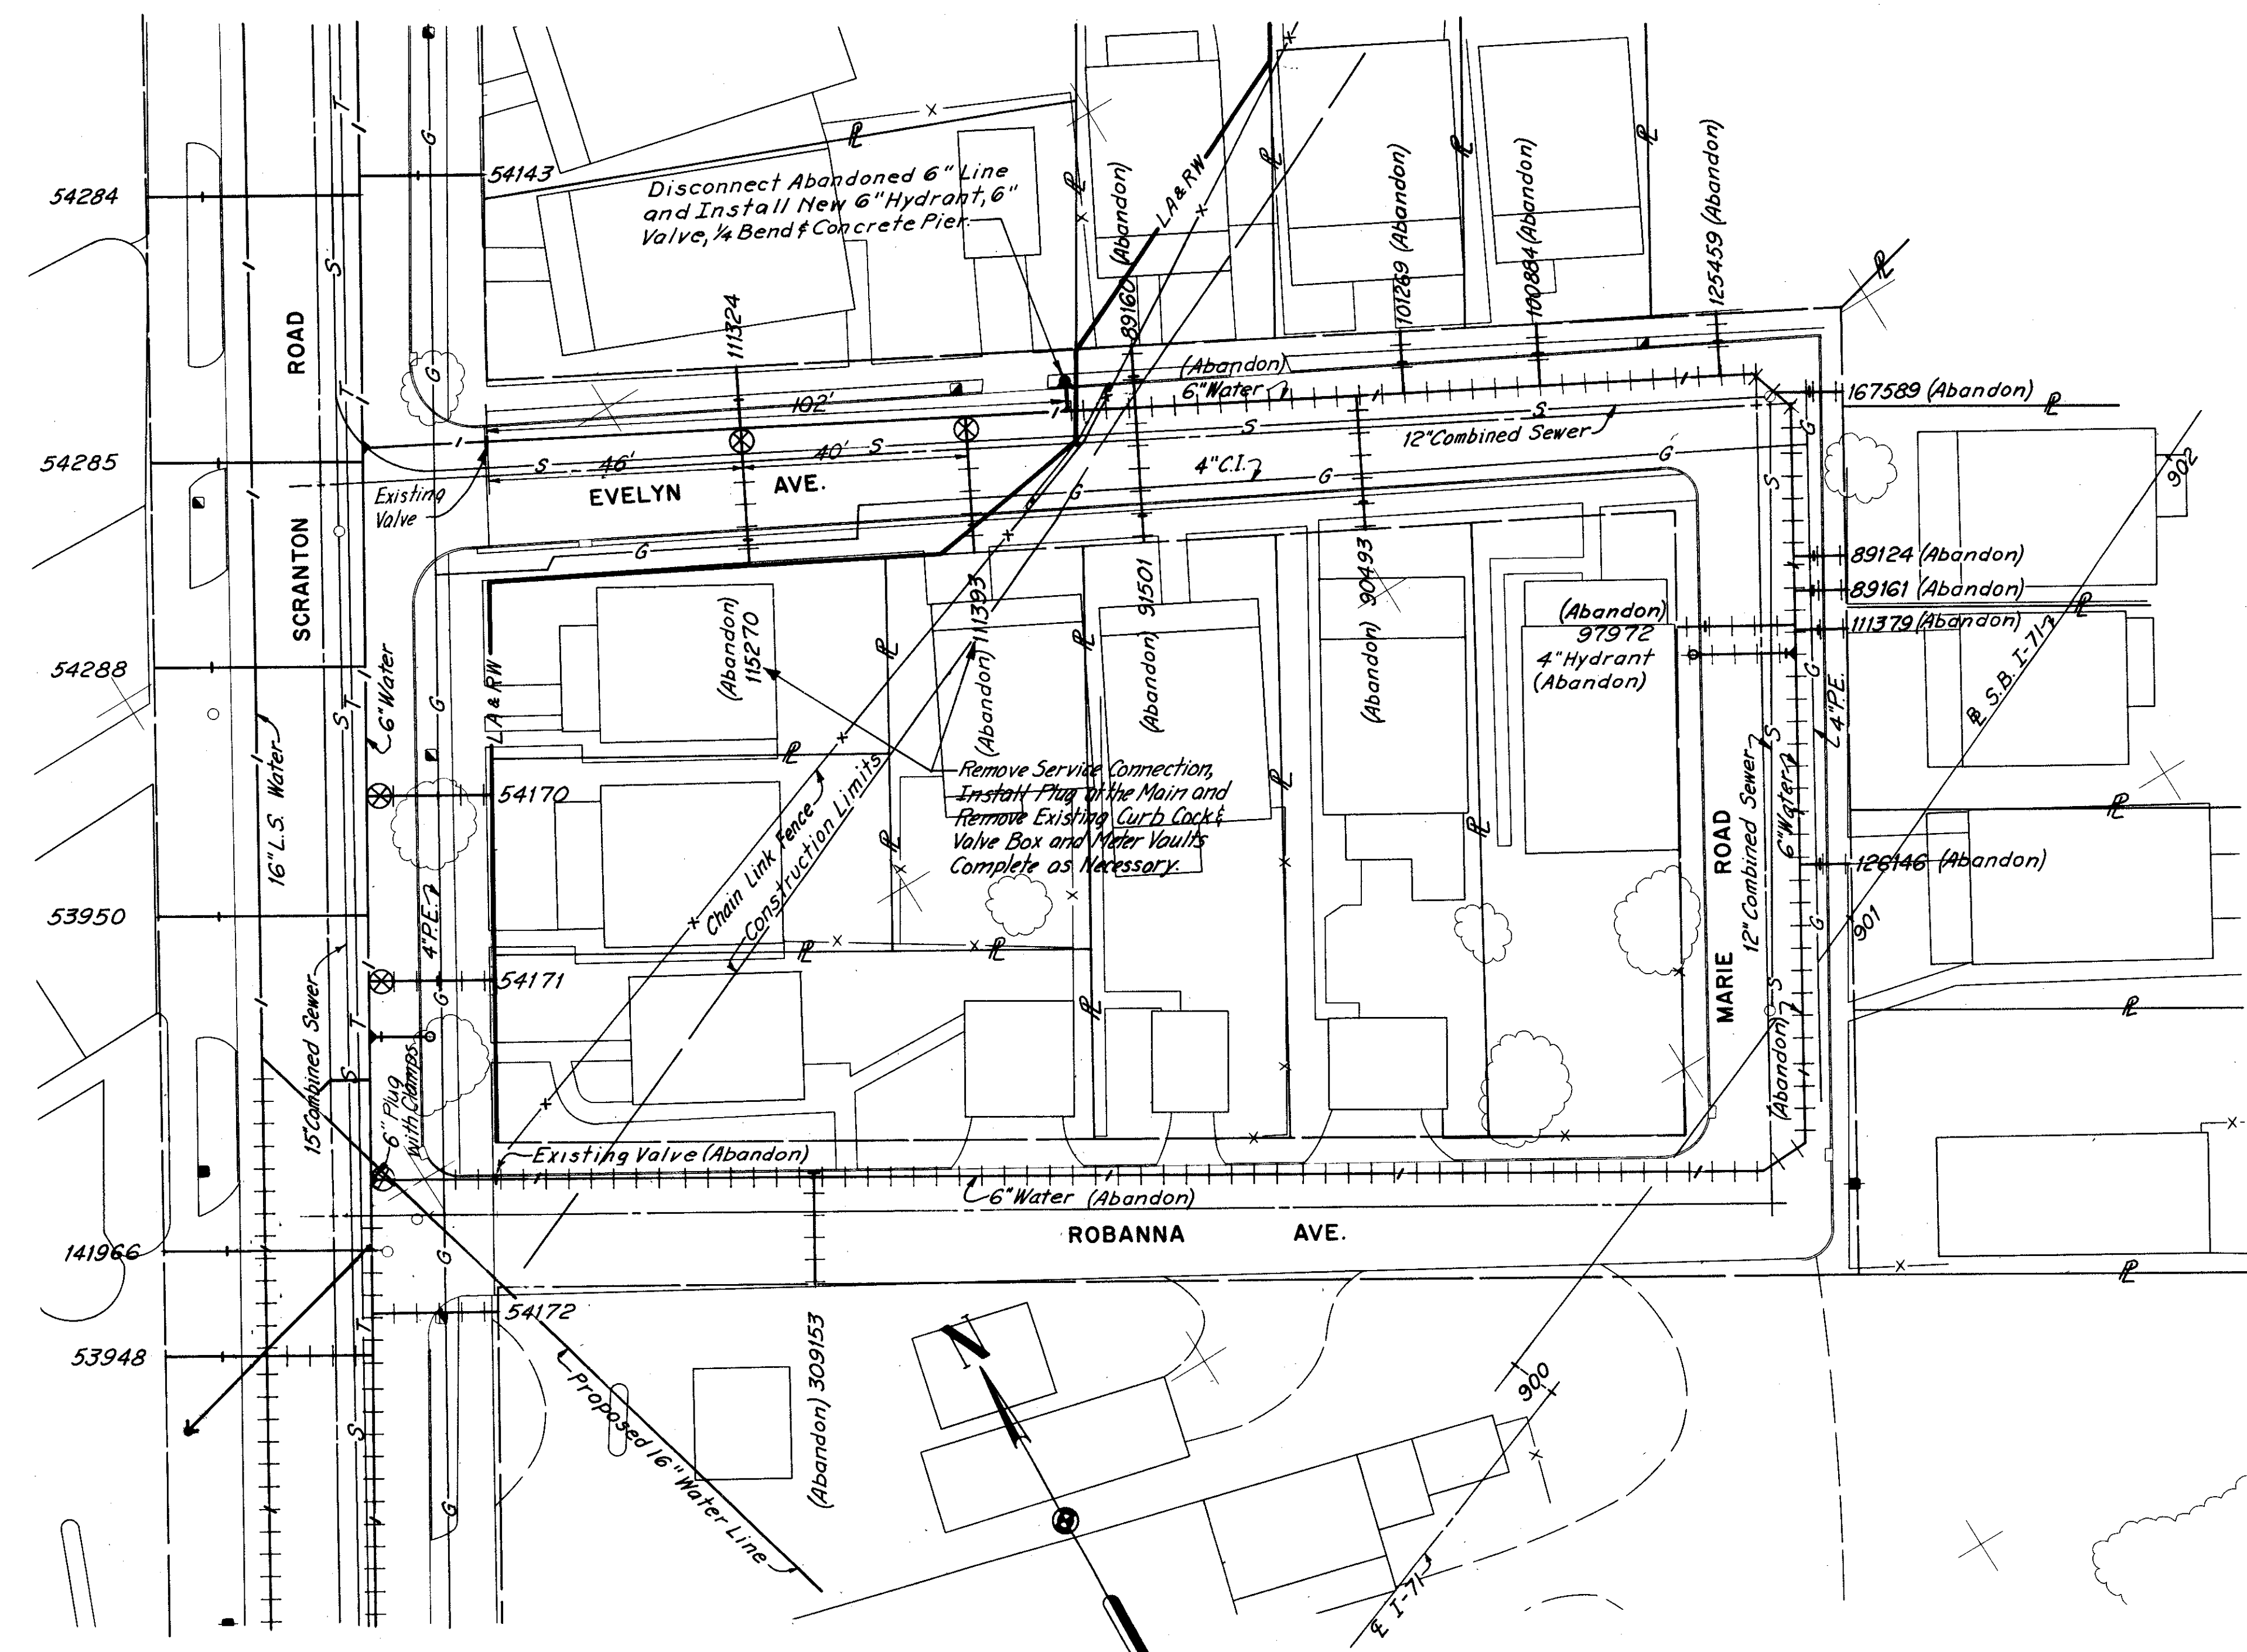 54284
54143
Disconnect Abandoned 6" Line
and Install New 6" Hydrant, 6"
Valve, ¼ Bend & Concrete Pier.
LA & RW
89160 (Abandon)
101269 (Abandon)
100884 (Abandon)
125459 (Abandon)
ROAD
SCRANTON
111324
(Abandon)
6" Water
102'
167589 (Abandon)
12" Combined Sewer
54285
46'
40'
4" C.I.
EVELYN AVE.
Existing
Valve
902
89124 (Abandon)
89161 (Abandon)
111379 (Abandon)
(Abandon)
97972
4" Hydrant
(Abandon)
54288
6" Water
LA & RW
(Abandon)
115270
(Abandon) 111393
(Abandon) 91501
(Abandon) 90493
4" P.E.
℄ S.B. I-71
16" L.S. Water
54170
Remove Service Connection,
Install Plug at the Main and
Remove Existing Curb Cock &
Valve Box and Meter Vaults
Complete as Necessary.
Chain Link Fence
Construction Limits
MARIE ROAD
12" Combined Sewer
6" Water
(Abandon)
126146 (Abandon)
901
53950
4" P.E.
54171
15" Combined Sewer
6" Plug
with Clamps
Existing Valve (Abandon)
6" Water (Abandon)
ROBANNA AVE.
141966
54172
53948
(Abandon) 309153
Proposed 16" Water Line
N
900
℄ I-71